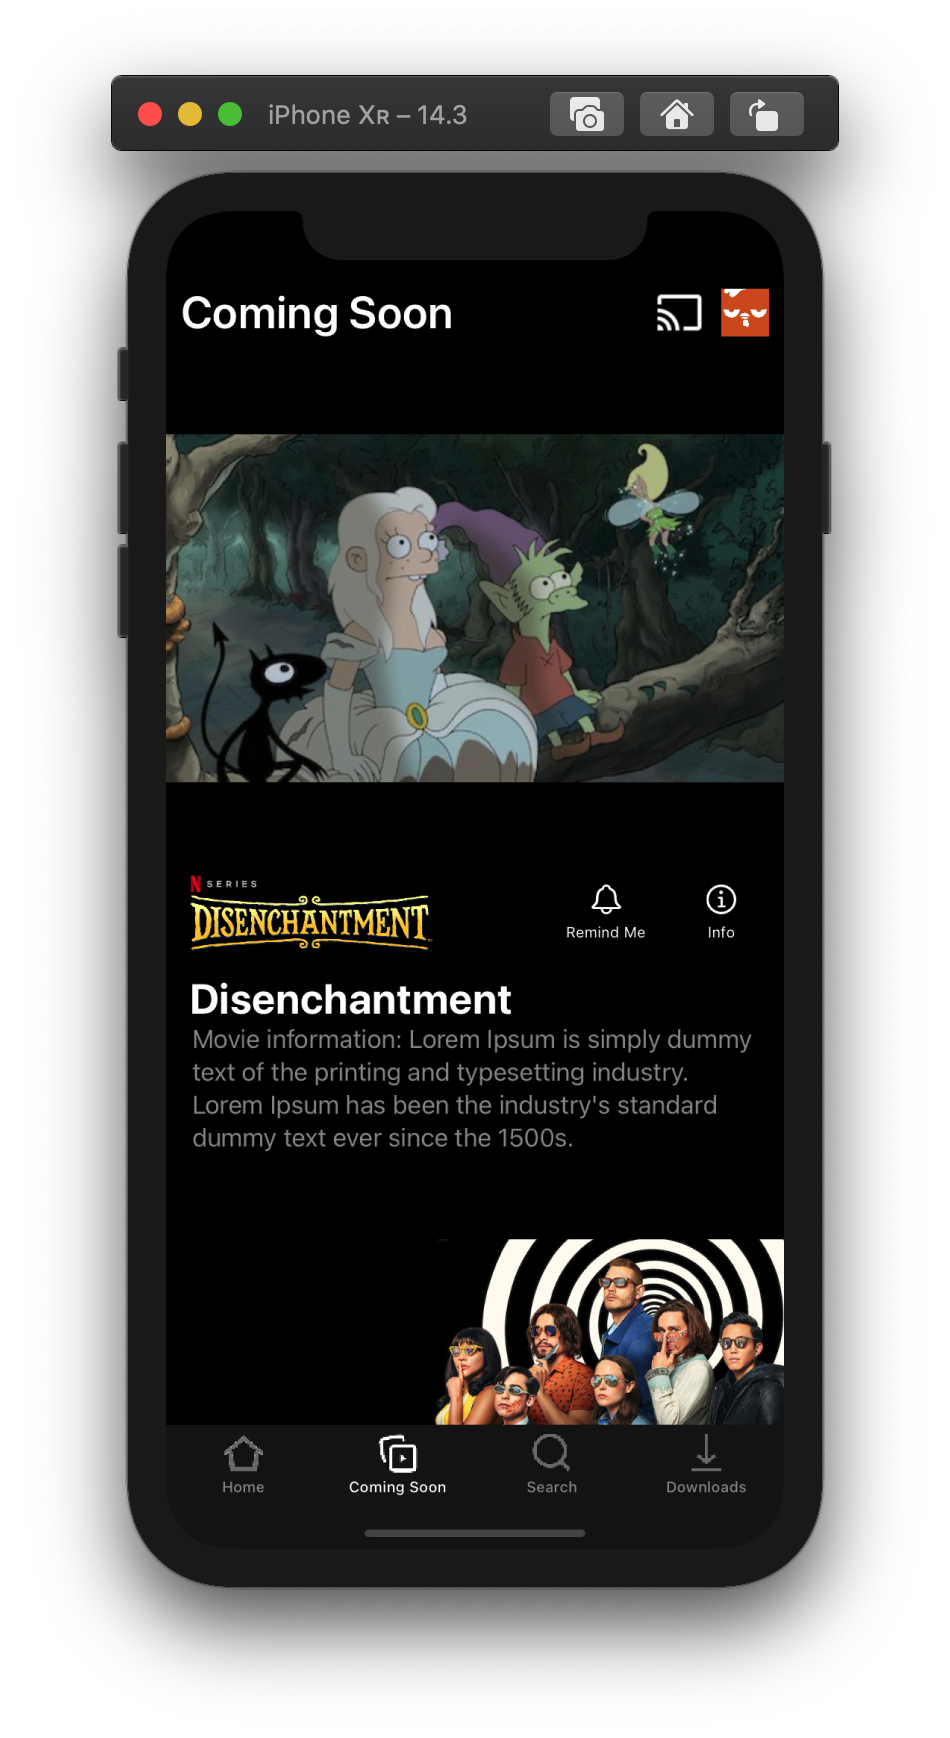 iPhone Xʀ – 14.3
Coming Soon
N SERIES
DISENCHANTMENT
Remind Me
Info
Disenchantment
Movie information: Lorem Ipsum is simply dummy
text of the printing and typesetting industry.
Lorem Ipsum has been the industry's standard
dummy text ever since the 1500s.
Home
Coming Soon
Search
Downloads